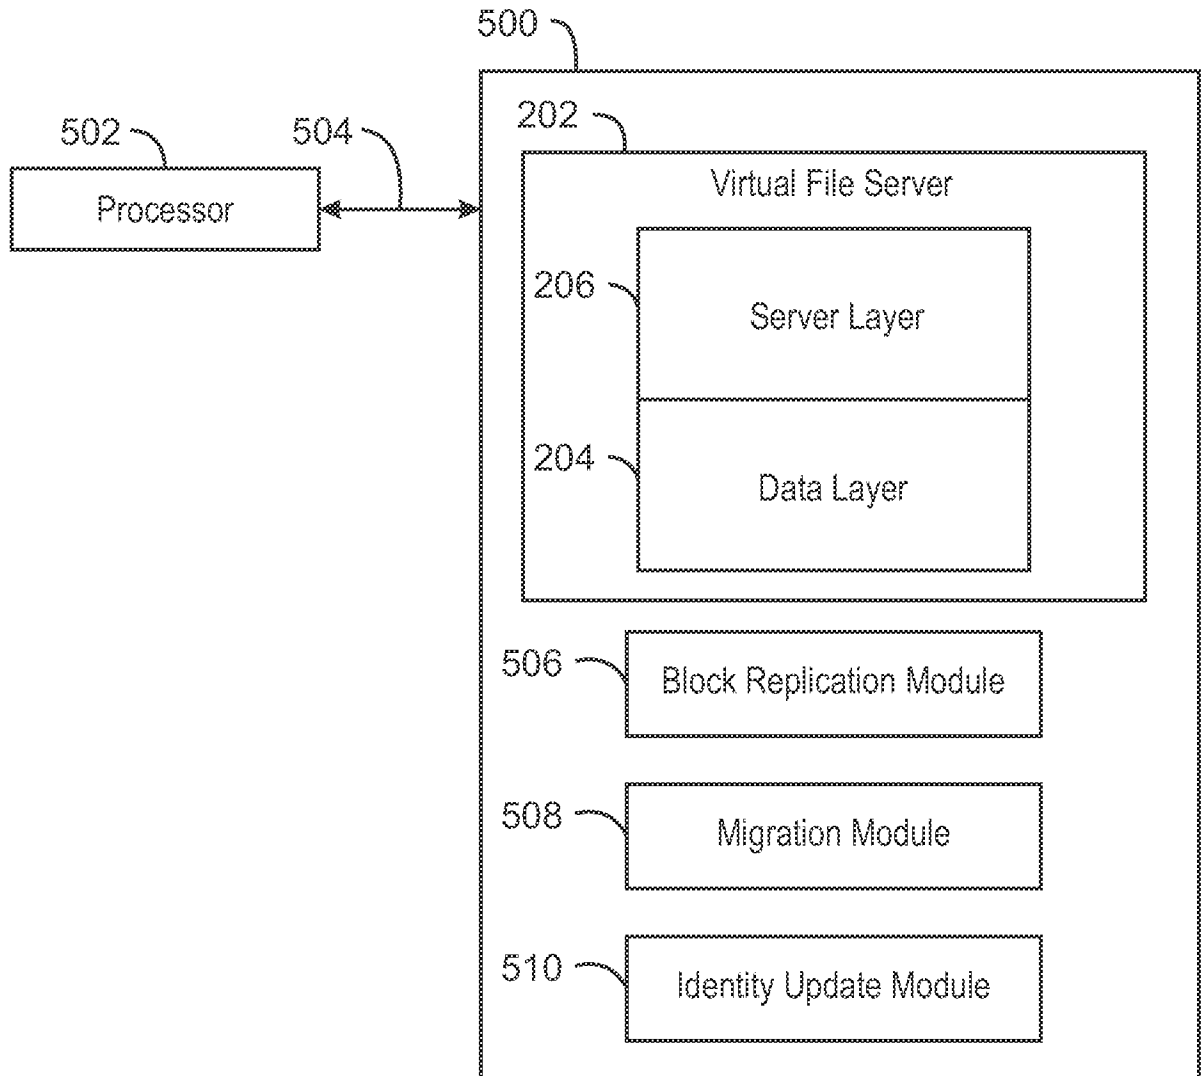 500
502
504
202
Processor
Virtual File Server
206
Server Layer
204
Data Layer
506
Block Replication Module
508
Migration Module
510
Identity Update Module